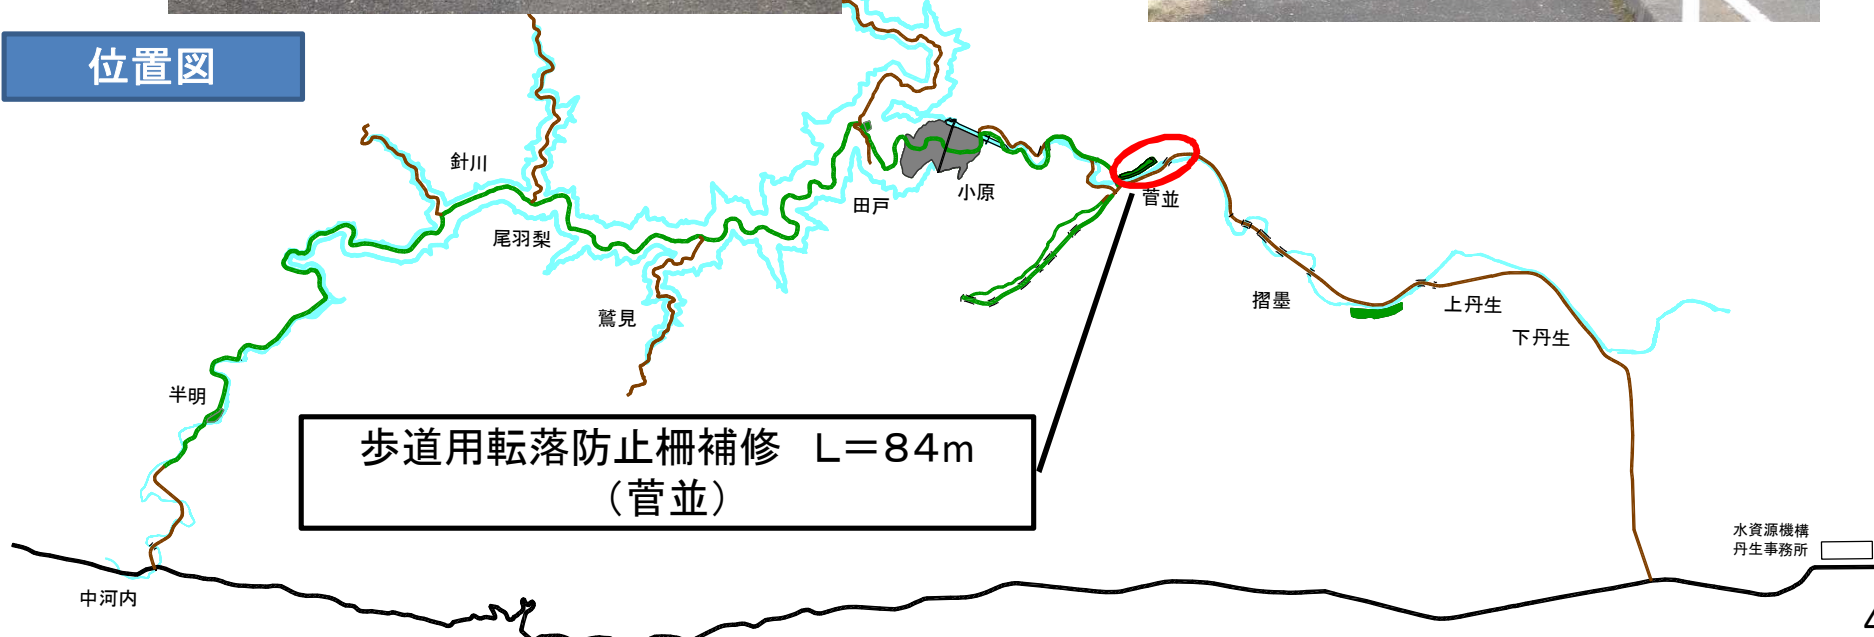 位置図
針川
尾羽梨
田戸
小原
菅並
鷲見
摺墨
上丹生
下丹生
半明
歩道用転落防止柵補修　L＝84m
（菅並）
水資源機構
丹生事務所
中河内